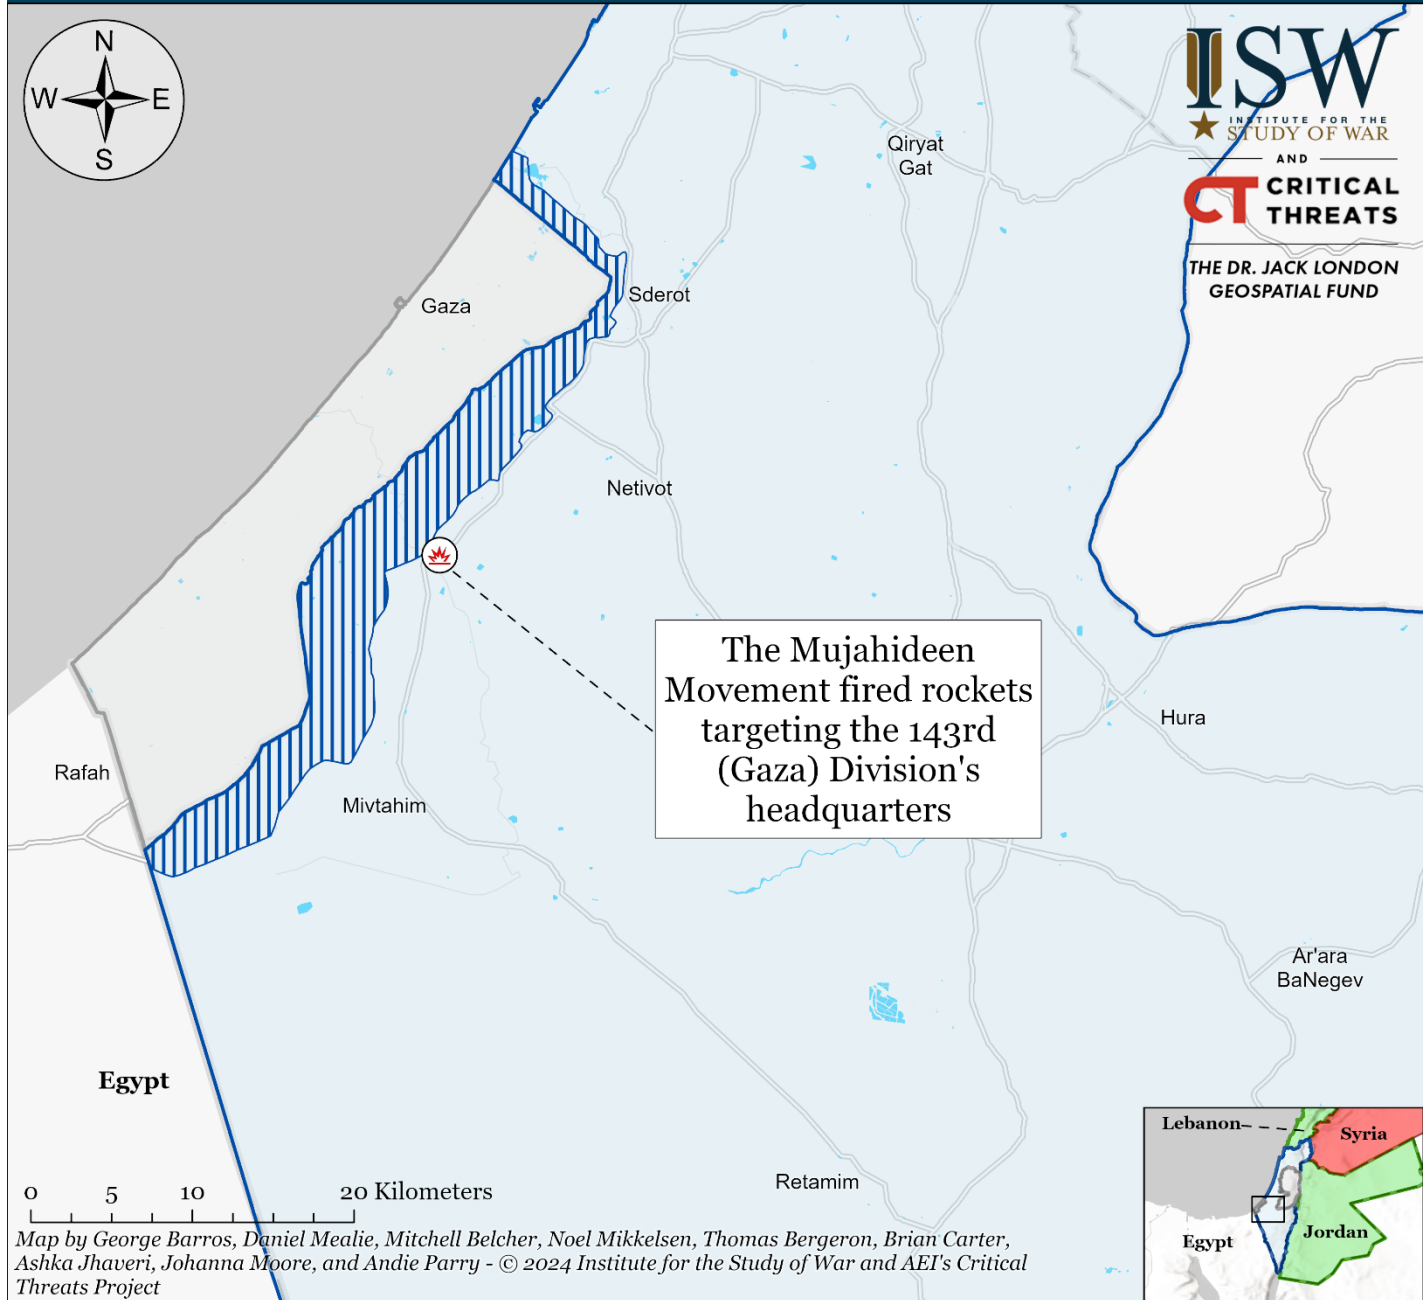 N
W
E
S
ISW
INSTITUTE FOR THE
STUDY OF WAR
AND
CT CRITICAL
THREATS
THE DR. JACK LONDON
GEOSPATIAL FUND
Qiryat
Gat
Sderot
Gaza
Netivot
The Mujahideen
Movement fired rockets
targeting the 143rd
(Gaza) Division's
headquarters
Hura
Rafah
Mivtahim
Ar'ara
BaNegev
Egypt
Retamim
0 5 10 20 Kilometers
Map by George Barros, Daniel Mealie, Mitchell Belcher, Noel Mikkelsen, Thomas Bergeron, Brian Carter,
Ashka Jhaveri, Johanna Moore, and Andie Parry - © 2024 Institute for the Study of War and AEI's Critical
Threats Project
Lebanon
Syria
Jordan
Egypt